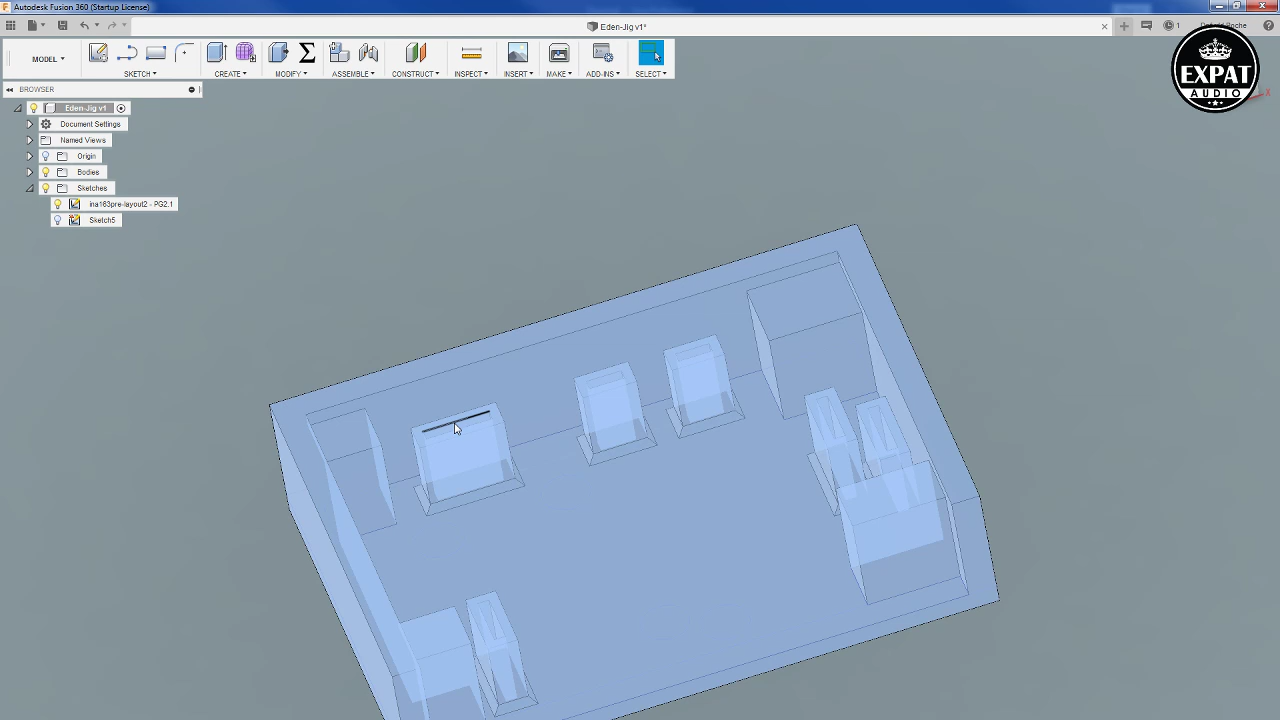 Autodesk Fusion 360 (Startup License)
Eden-Jig v1*
1
MODEL
SKETCH
CREATE
MODIFY
ASSEMBLE
CONSTRUCT
INSPECT
INSERT
MAKE
ADD-INS
SELECT
EXPAT
AUDIO
X
BROWSER
Eden-Jig v1
Document Settings
Named Views
Origin
Bodies
Sketches
ina163pre-layout2 - PG2.1
Sketch5